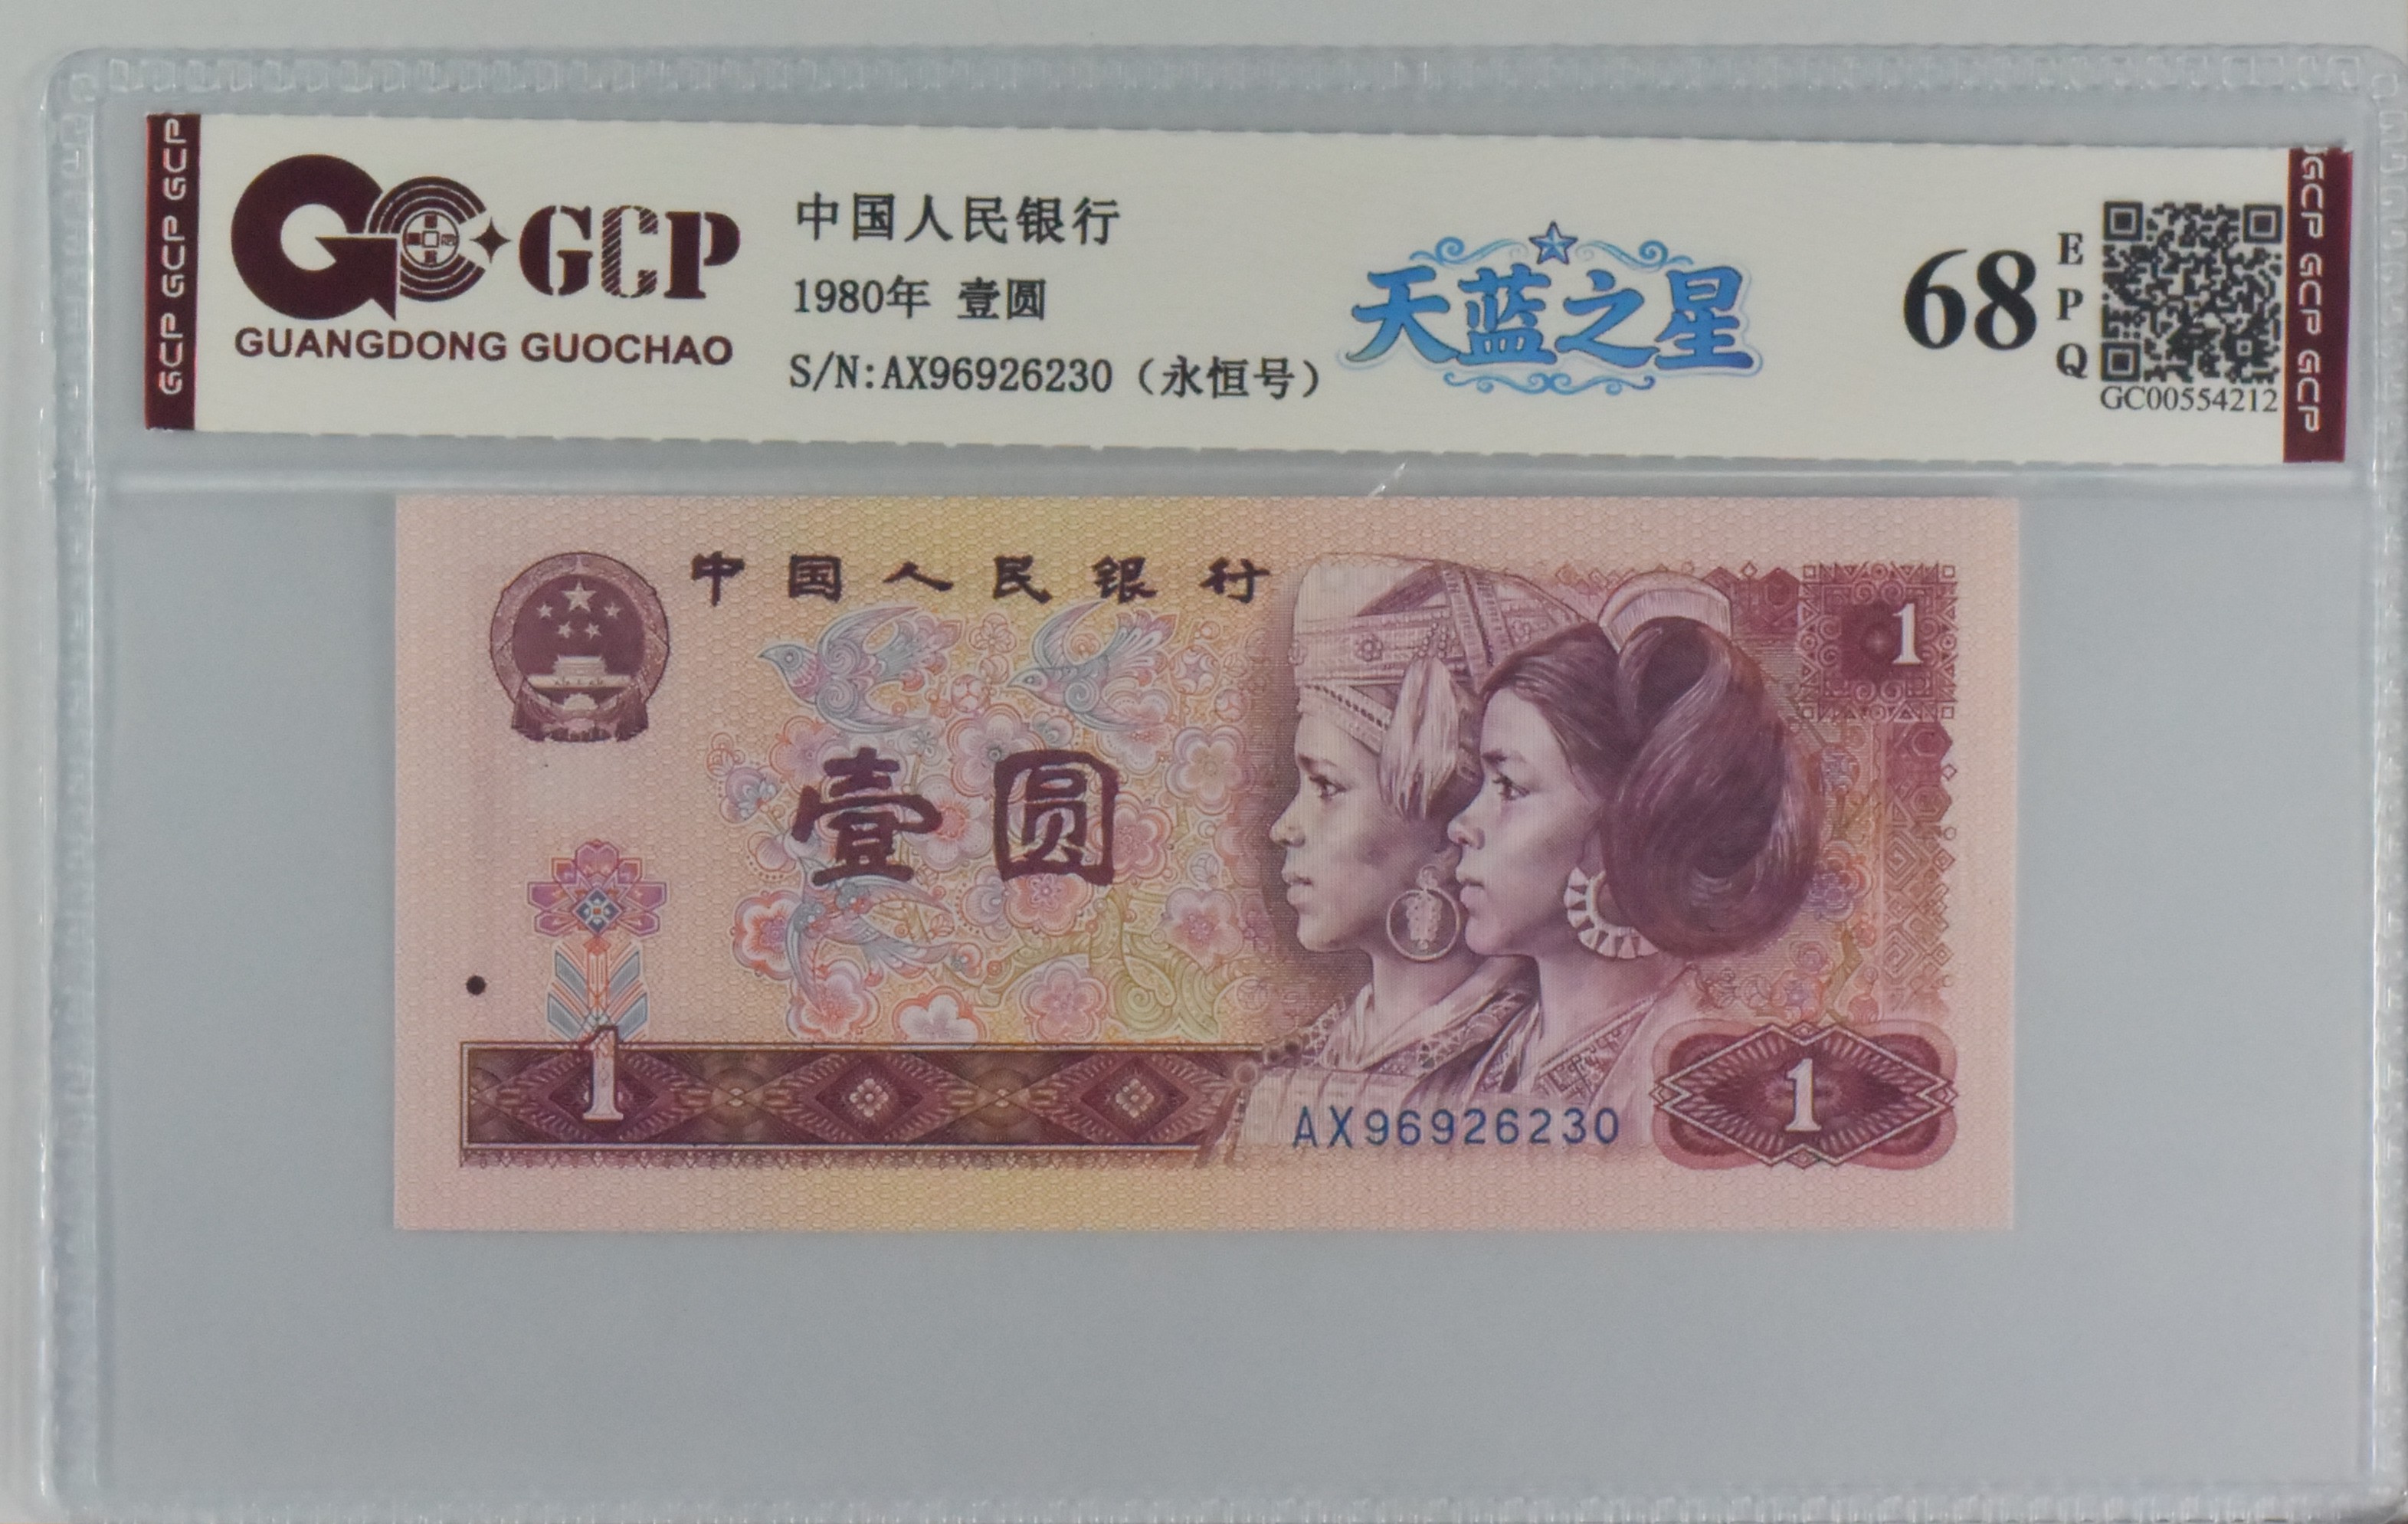 GCP GCP GCP
GCP
GUANGDONG GUOCHAO
中国人民银行
1980年 壹圆
S/N:AX96926230（永恒号）
天蓝之星
68
EPQ
GC00554212
GCP GCP GCP
中国人民银行
1
壹圆
1
AX96926230
1